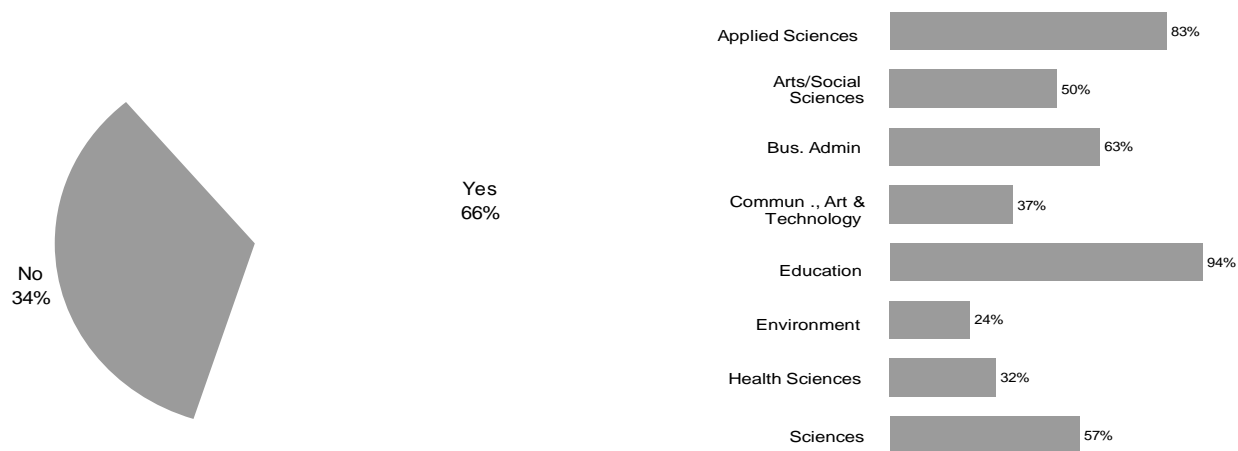 Yes
66%
No
34%
Applied Sciences 83%
Arts/Social
Sciences 50%
Bus. Admin 63%
Commun ., Art &
Technology 37%
Education 94%
Environment 24%
Health Sciences 32%
Sciences 57%